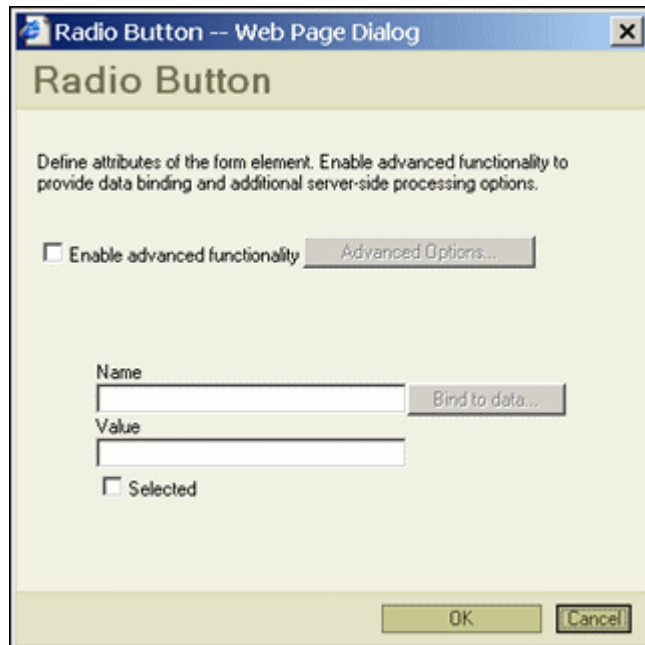 Radio Button -- Web Page Dialog
Radio Button
Define attributes of the form element. Enable advanced functionality to
provide data binding and additional server-side processing options.
Enable advanced functionality Advanced Options...
Name
Bind to data...
Value
Selected
OK Cancel